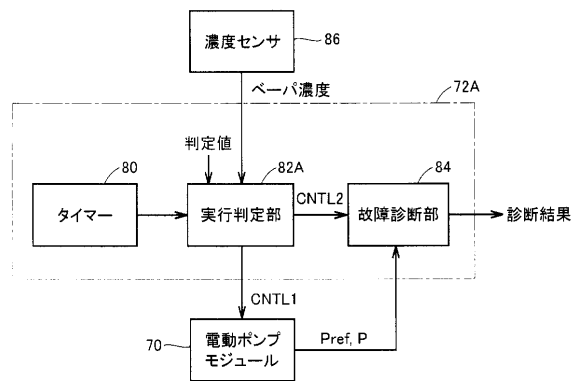 濃度センサ
86
ベーパ濃度
72A
判定値
80
82A
84
タイマー
実行判定部
CNTL2
故障診断部
診断結果
CNTL1
70
電動ポンプ
モジュール
Pref, P